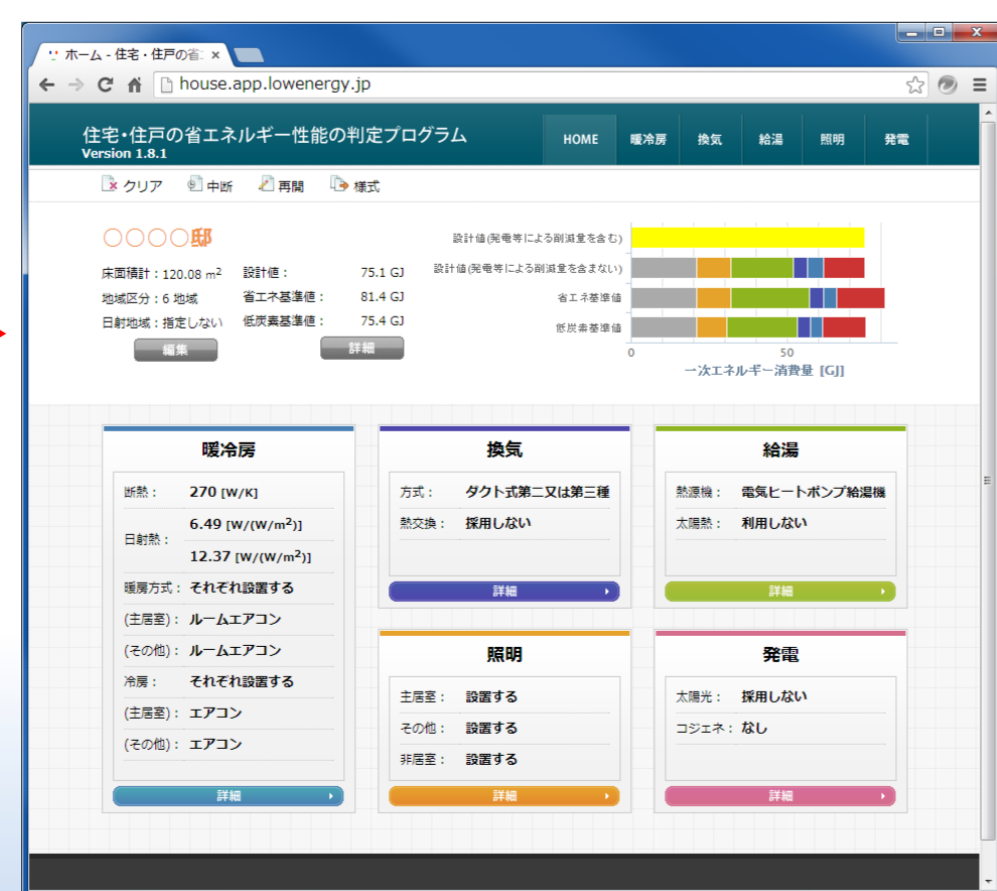 ホーム - 住宅・住戸の省エ ×
house.app.lowenergy.jp
住宅・住戸の省エネルギー性能の判定プログラム
Version 1.8.1
HOME 暖冷房 換気 給湯 照明 発電
クリア 中断 再開 様式
○○○○邸
床面積計：120.08 m²
地域区分：6 地域
日射地域：指定しない
編集
設計値： 75.1 GJ
省エネ基準値： 81.4 GJ
低炭素基準値： 75.4 GJ
詳細
設計値(発電等による削減量を含む)
設計値(発電等による削減量を含まない)
省エネ基準値
低炭素基準値
0 50
一次エネルギー消費量 [GJ]
暖冷房
断熱： 270 [W/K]
日射熱： 6.49 [W/(W/m²)]
12.37 [W/(W/m²)]
暖房方式： それぞれ設置する
(主居室)： ルームエアコン
(その他)： ルームエアコン
冷房： それぞれ設置する
(主居室)： エアコン
(その他)： エアコン
詳細
換気
方式： ダクト式第二又は第三種
熱交換： 採用しない
詳細
給湯
熱源機： 電気ヒートポンプ給湯機
太陽熱： 利用しない
詳細
照明
主居室： 設置する
その他： 設置する
非居室： 設置する
詳細
発電
太陽光： 採用しない
コジェネ： なし
詳細